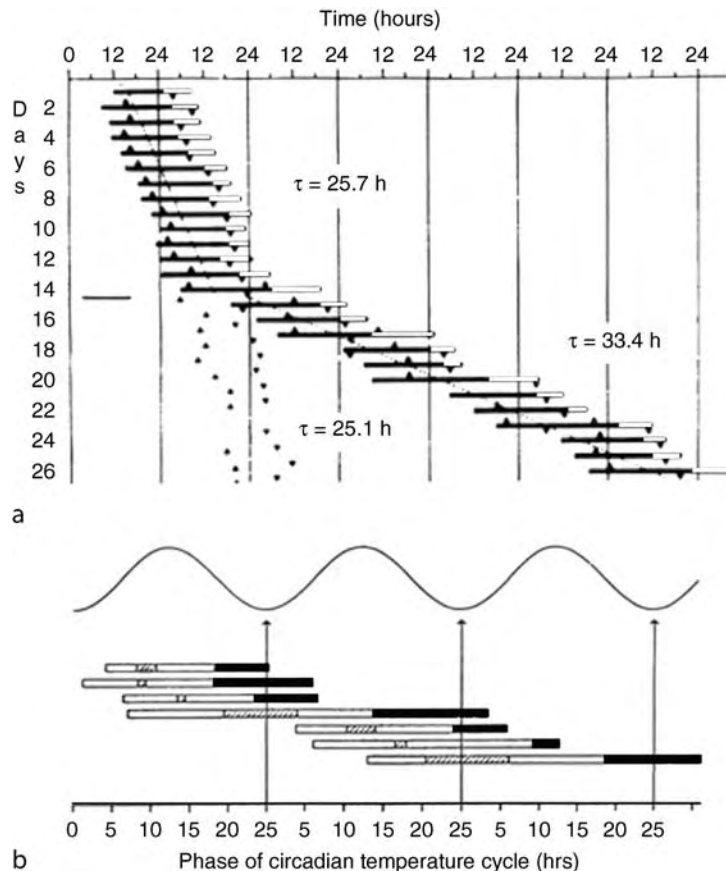 Time (hours)
0 12 24 12 24 12 24 12 24 12 24 12 24 12 24
Days
2
4
6
τ = 25.7 h
8
10
12
14
16
τ = 33.4 h
18
20
τ = 25.1 h
22
24
26
a
0 5 10 15 20 25 5 10 15 20 25 5 10 15 20 25
b Phase of circadian temperature cycle (hrs)